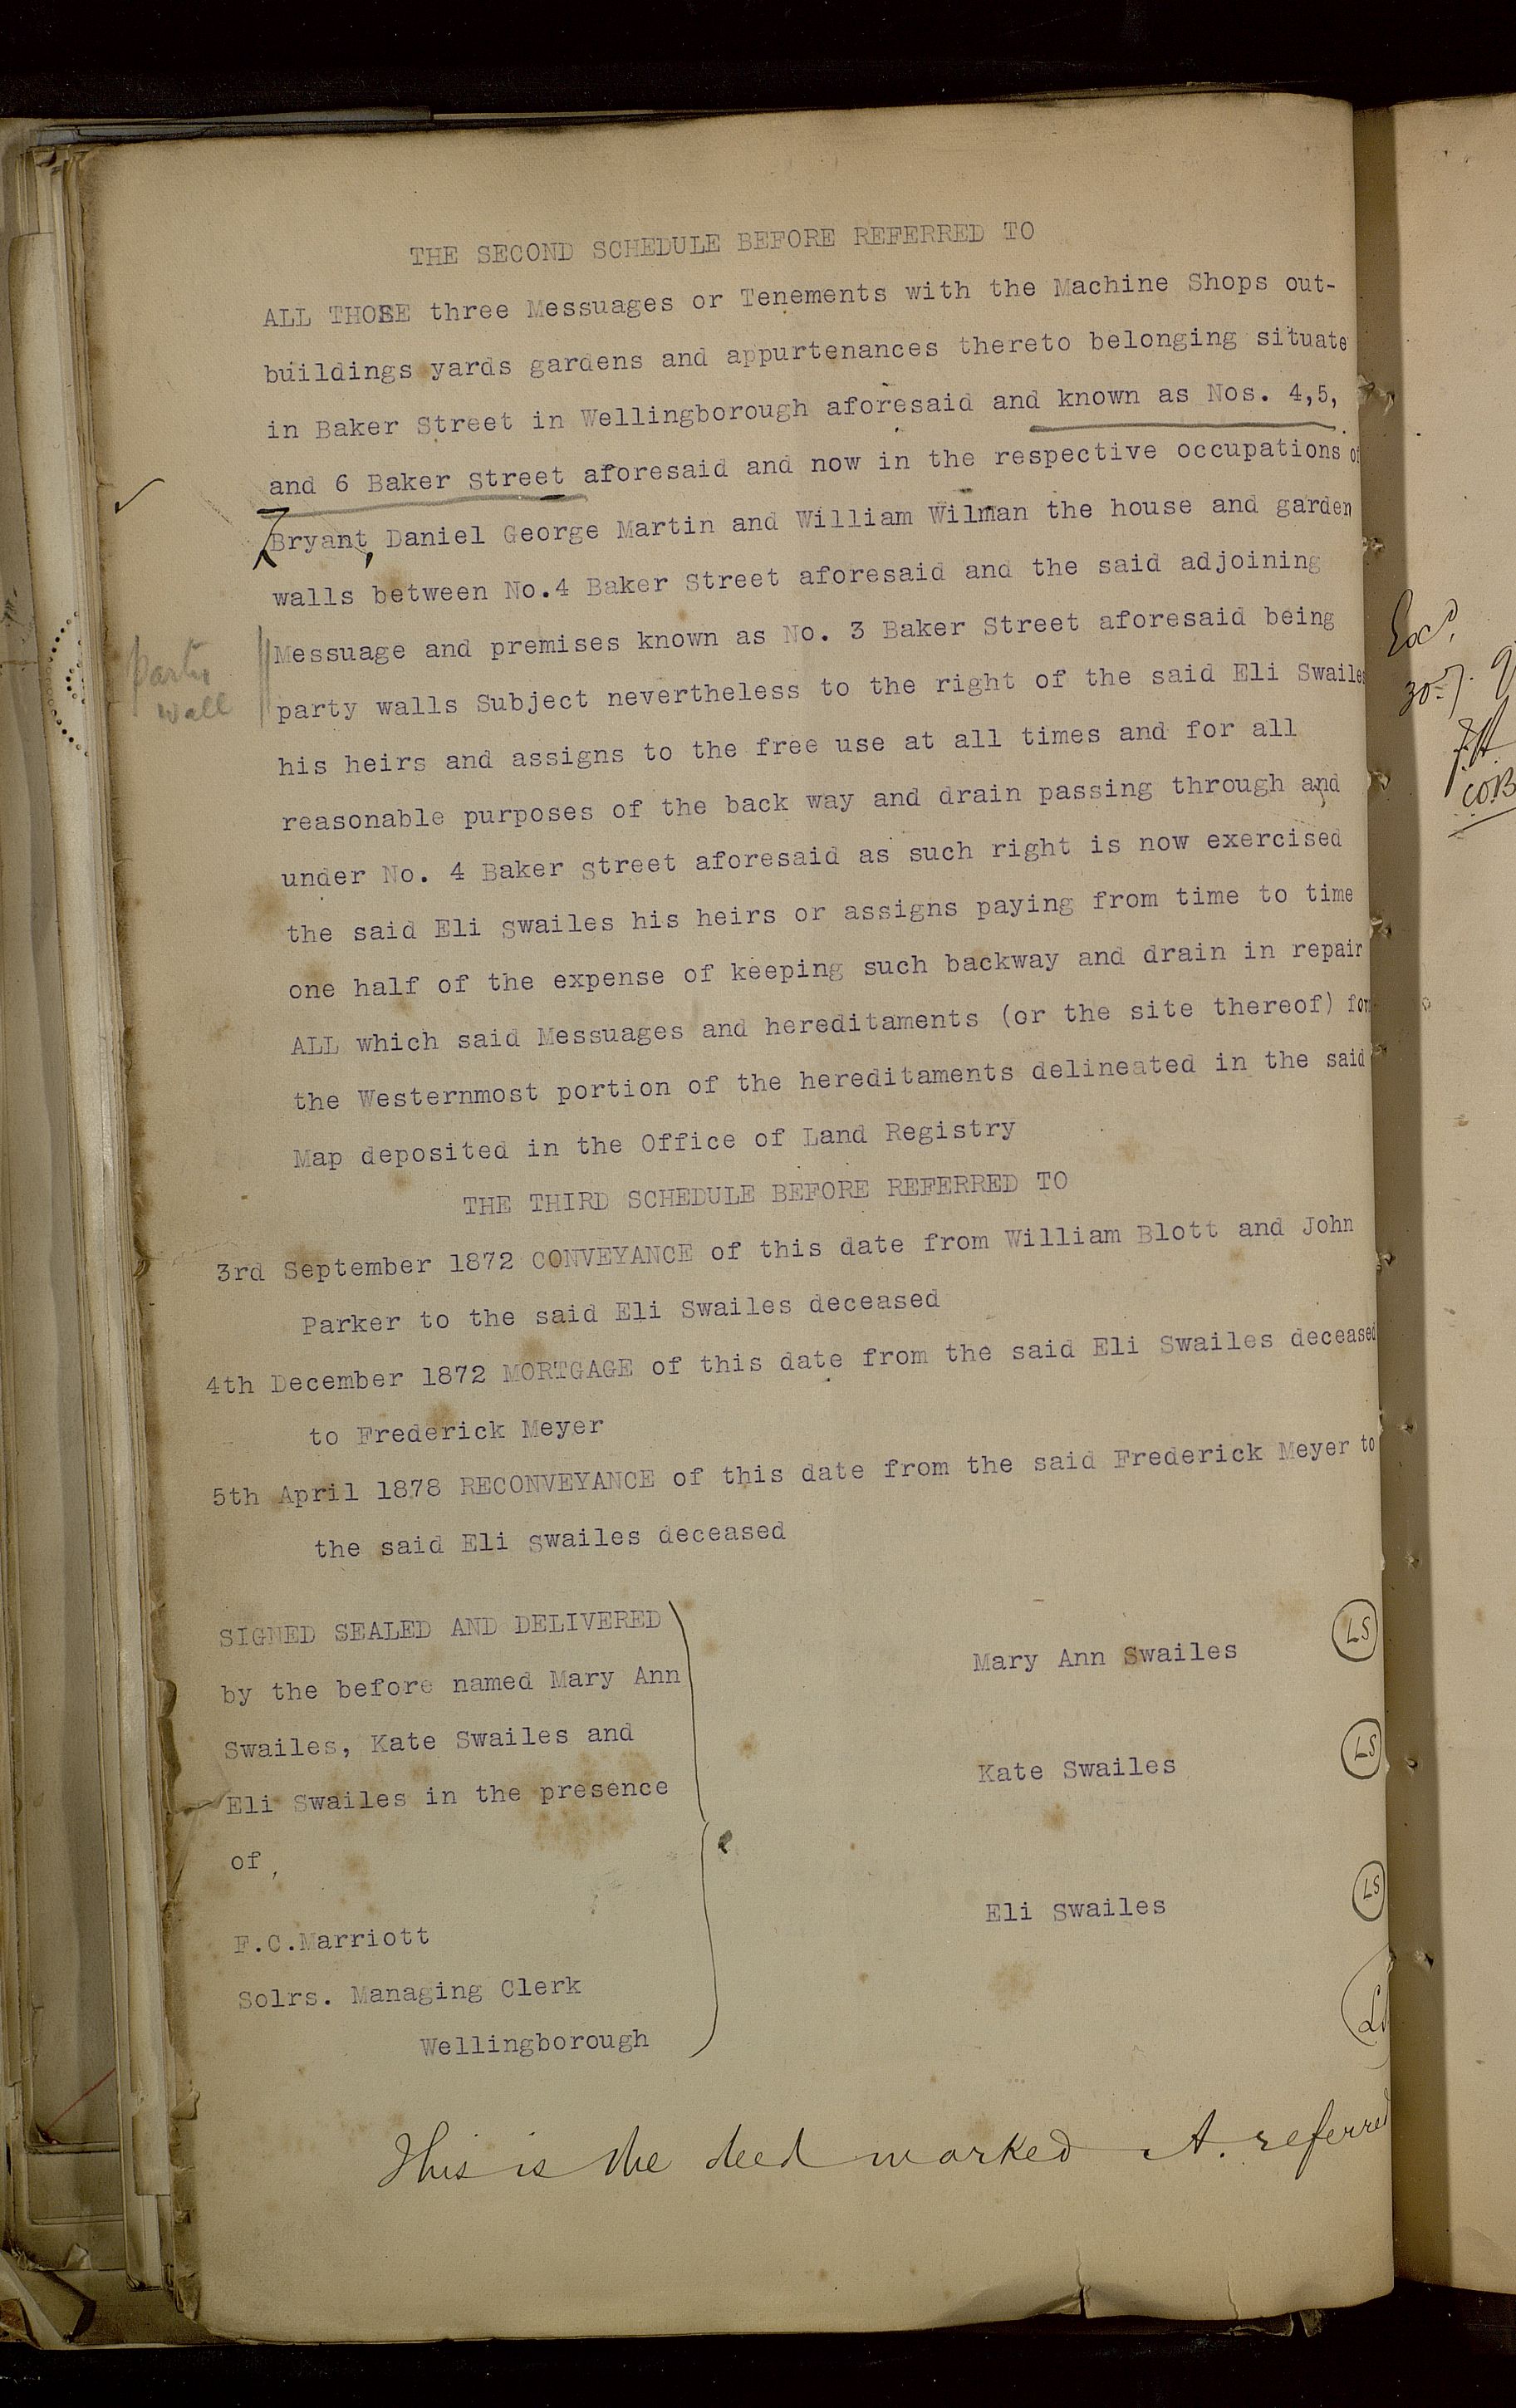 THE SECOND SCHEDULE BEFORE REFERRED TO
ALL THOSE three Messuages or Tenements with the Machine Shops out-
buildings yards gardens and appurtenances thereto belonging situate
in Baker Street in Wellingborough aforesaid and known as Nos. 4,5,
and 6 Baker Street aforesaid and now in the respective occupations of
Bryant, Daniel George Martin and William Wilman the house and garden
walls between No.4 Baker Street aforesaid and the said adjoining
Messuage and premises known as No. 3 Baker Street aforesaid being
party wall
party walls Subject nevertheless to the right of the said Eli Swailes
his heirs and assigns to the free use at all times and for all
reasonable purposes of the back way and drain passing through and
under No. 4 Baker Street aforesaid as such right is now exercised
the said Eli Swailes his heirs or assigns paying from time to time
one half of the expense of keeping such backway and drain in repair
ALL which said Messuages and hereditaments (or the site thereof) for
the Westernmost portion of the hereditaments delineated in the said
Map deposited in the Office of Land Registry
THE THIRD SCHEDULE BEFORE REFERRED TO
3rd September 1872 CONVEYANCE of this date from William Blott and John
Parker to the said Eli Swailes deceased
4th December 1872 MORTGAGE of this date from the said Eli Swailes deceased
to Frederick Meyer
5th April 1878 RECONVEYANCE of this date from the said Frederick Meyer to
the said Eli Swailes deceased
SIGNED SEALED AND DELIVERED
by the before named Mary Ann
Swailes, Kate Swailes and
Eli Swailes in the presence
of,
F.C.Marriott
Solrs. Managing Clerk
Wellingborough
Mary Ann Swailes LS
Kate Swailes LS
Eli Swailes LS
This is the deed marked A. referred